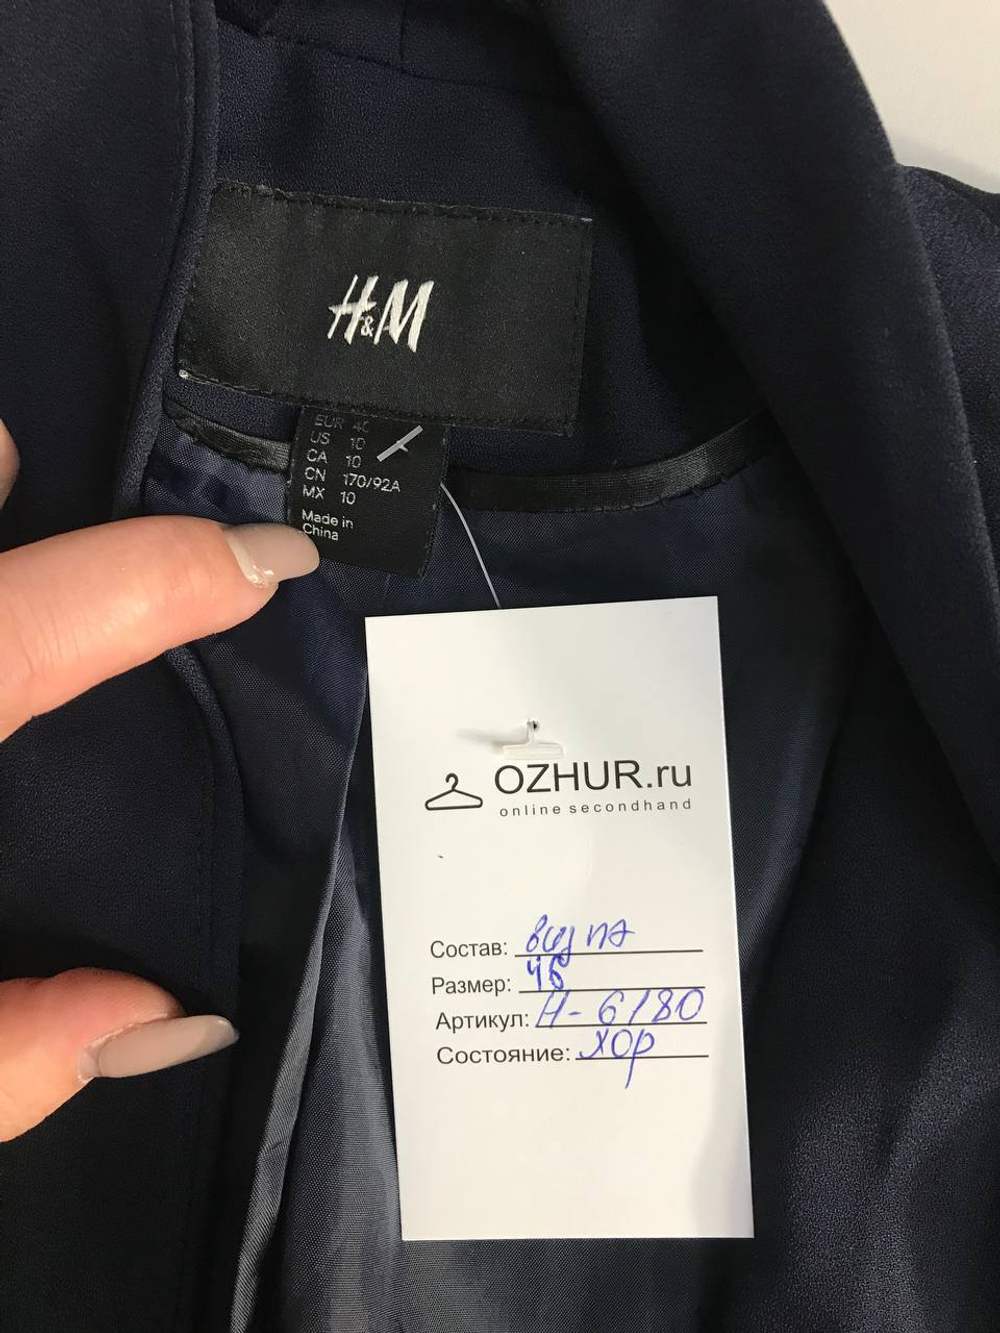 H&M
EUR 40
US 10
CA 10
CN 170/92A
MX 10
Made in
China
OZHUR.ru
online secondhand
Состав:
Размер: 46
Артикул: Н-6180
Состояние: хор